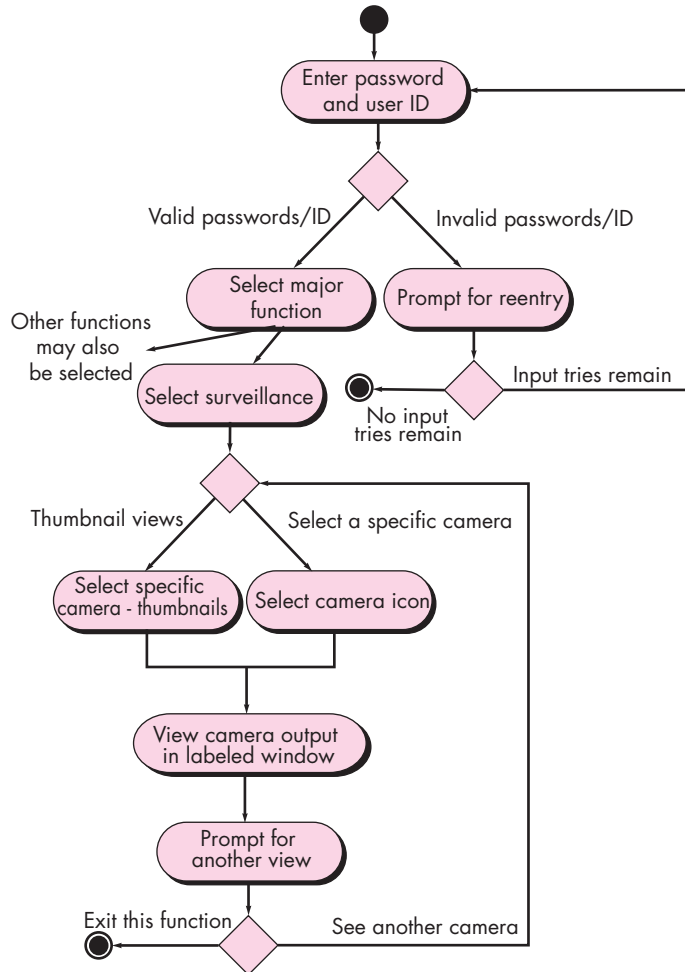 Enter password
and user ID
Valid passwords/ID
Invalid passwords/ID
Select major
function
Prompt for reentry
Other functions
may also
be selected
Select surveillance
Input tries remain
No input
tries remain
Thumbnail views
Select a specific camera
Select specific
camera - thumbnails
Select camera icon
View camera output
in labeled window
Prompt for
another view
Exit this function
See another camera